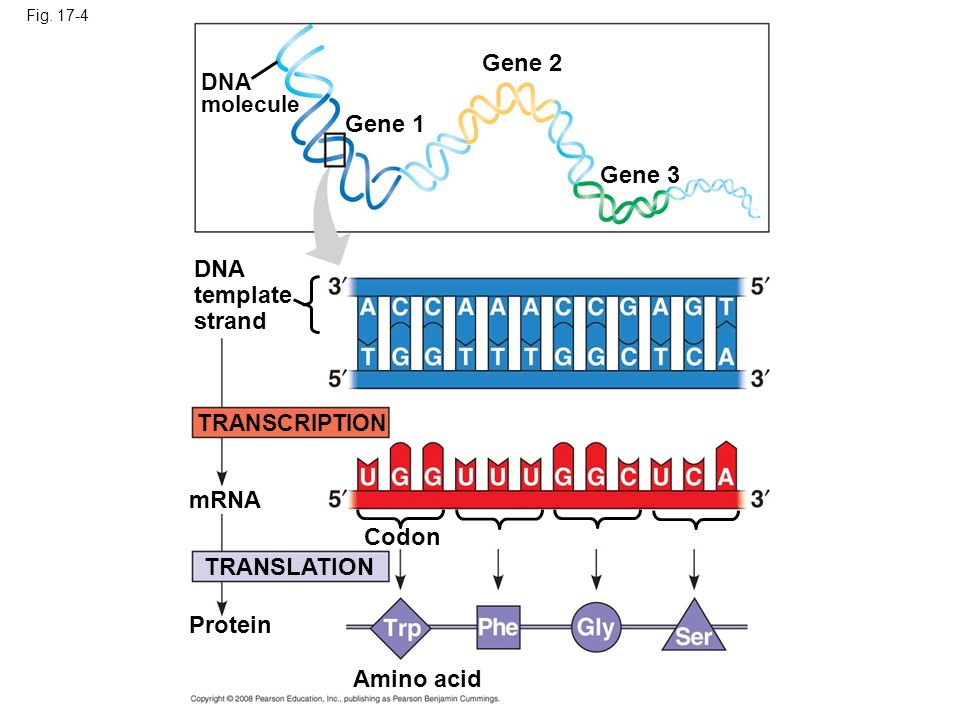 Fig. 17-4
DNA
molecule
Gene 1
Gene 2
Gene 3
DNA
template
strand
3′ 5′
A C C A A A C C G A G T
T G G T T T G G C T C A
5′ 3′
TRANSCRIPTION
U G G U U U G G C U C A
mRNA
5′ 3′
Codon
TRANSLATION
Protein
Trp Phe Gly Ser
Amino acid
Copyright © 2008 Pearson Education, Inc., publishing as Pearson Benjamin Cummings.